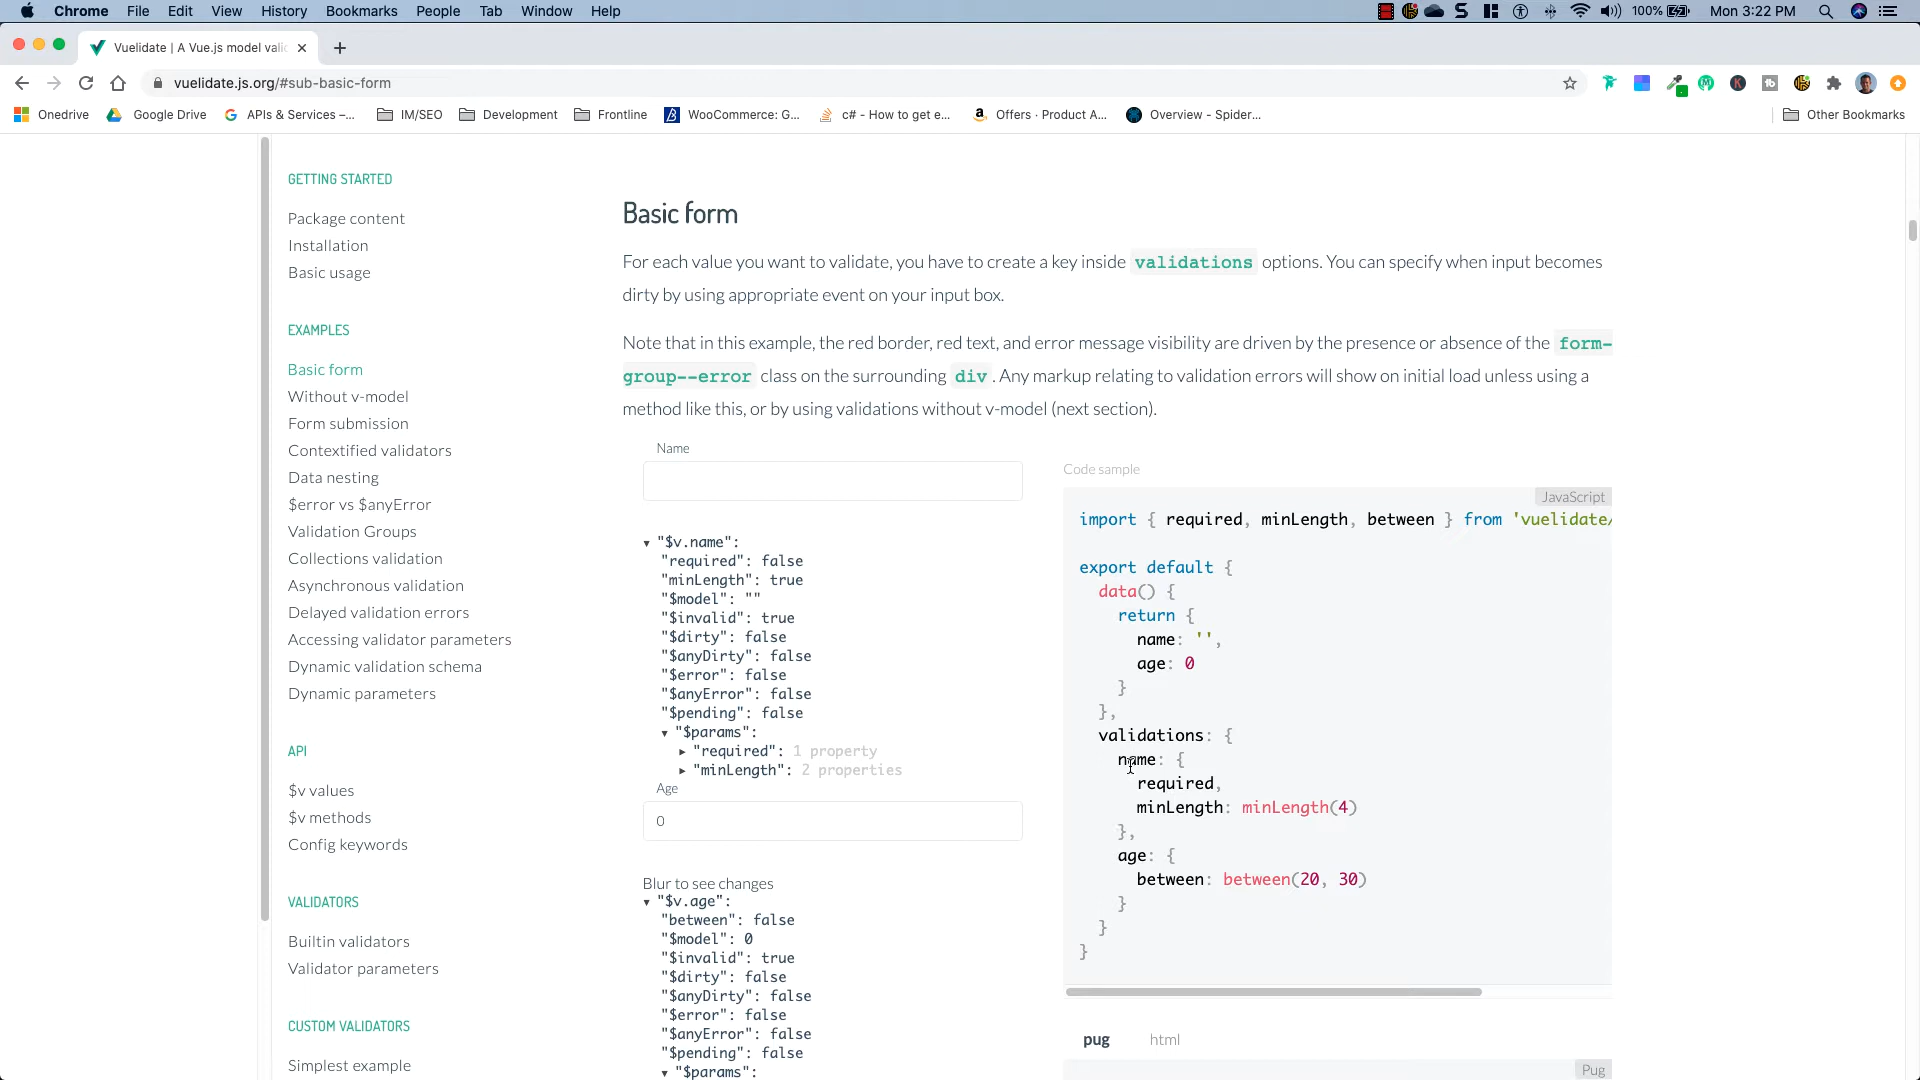 Chrome File Edit View History Bookmarks People Tab Window Help 100% Mon 3:22 PM
Vuelidate | A Vue.js model valid
vuelidate.js.org/#sub-basic-form
Onedrive Google Drive APIs & Services –... IM/SEO Development Frontline WooCommerce: G... c# - How to get e... Offers · Product A... Overview - Spider... Other Bookmarks
GETTING STARTED
Package content
Installation
Basic usage
EXAMPLES
Basic form
Without v-model
Form submission
Contextified validators
Data nesting
$error vs $anyError
Validation Groups
Collections validation
Asynchronous validation
Delayed validation errors
Accessing validator parameters
Dynamic validation schema
Dynamic parameters
API
$v values
$v methods
Config keywords
VALIDATORS
Builtin validators
Validator parameters
CUSTOM VALIDATORS
Simplest example
Basic form
For each value you want to validate, you have to create a key inside validations options. You can specify when input becomes
dirty by using appropriate event on your input box.
Note that in this example, the red border, red text, and error message visibility are driven by the presence or absence of the form-
group--error class on the surrounding div. Any markup relating to validation errors will show on initial load unless using a
method like this, or by using validations without v-model (next section).
Name
"$v.name":
"required": false
"minLength": true
"$model": ""
"$invalid": true
"$dirty": false
"$anyDirty": false
"$error": false
"$anyError": false
"$pending": false
"$params":
"required": 1 property
"minLength": 2 properties
Age
0
Blur to see changes
"$v.age":
"between": false
"$model": 0
"$invalid": true
"$dirty": false
"$anyDirty": false
"$error": false
"$anyError": false
"$pending": false
"$params":
Code sample
JavaScript
import { required, minLength, between } from 'vuelidate/
export default {
data() {
return {
name: '',
age: 0
}
},
validations: {
name: {
required,
minLength: minLength(4)
},
age: {
between: between(20, 30)
}
}
}
pug html
Pug